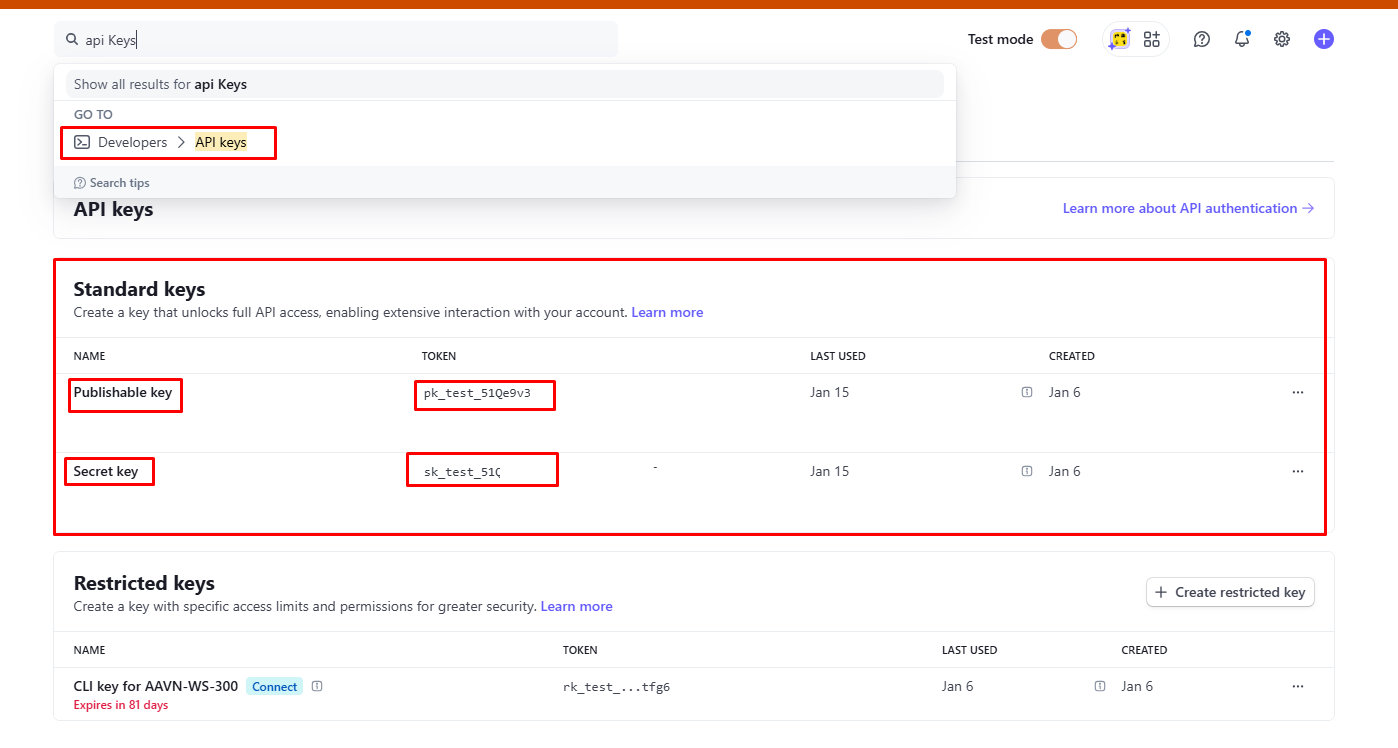 api Keys
Test mode
Show all results for api Keys
GO TO
Developers > API keys
Search tips
API keys
Learn more about API authentication →
Standard keys
Create a key that unlocks full API access, enabling extensive interaction with your account. Learn more
NAME TOKEN LAST USED CREATED
Publishable key pk_test_51Qe9v3 Jan 15 Jan 6 ···
Secret key sk_test_51Q - Jan 15 Jan 6 ···
Restricted keys
Create a key with specific access limits and permissions for greater security. Learn more
+ Create restricted key
NAME TOKEN LAST USED CREATED
CLI key for AAVN-WS-300 Connect rk_test_...tfg6 Jan 6 Jan 6 ···
Expires in 81 days